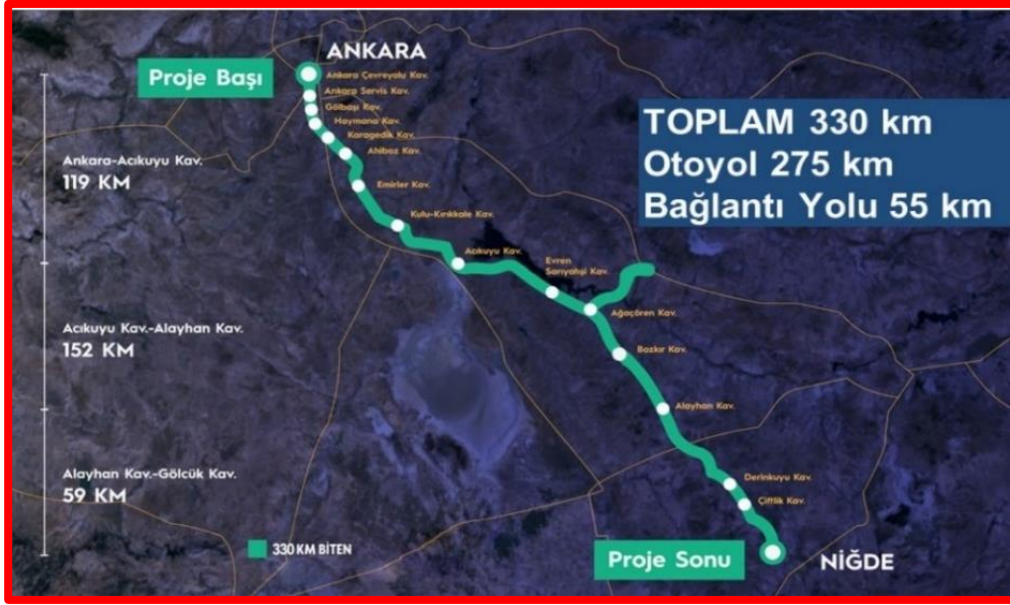 ANKARA
Proje Başı
Ankara Çevreyolu Kav.
Ankara Servis Kav.
Gölbaşı Kav.
Haymana Kav.
Karagedik Kav.
Ahiboz Kav.
Emirler Kav.
Kulu-Kırıkkale Kav.
Acıkuyu Kav.
Evren
Sarıyahşi Kav.
Ağaçören Kav.
Bozkır Kav.
Alayhan Kav.
Derinkuyu Kav.
Çiftlik Kav.
Proje Sonu
NİĞDE
TOPLAM 330 km
Otoyol 275 km
Bağlantı Yolu 55 km
Ankara-Acıkuyu Kav.
119 KM
Acıkuyu Kav.-Alayhan Kav.
152 KM
Alayhan Kav.-Gölcük Kav.
59 KM
330 KM BİTEN